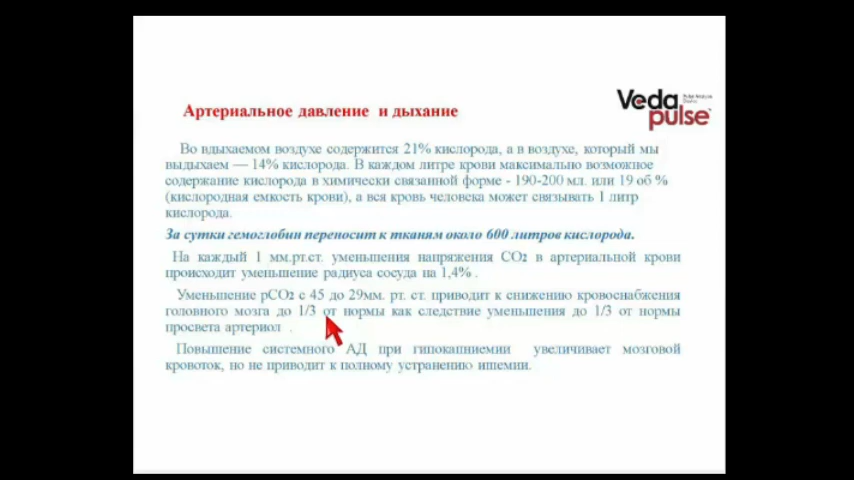 Артериальное давление и дыхание
Veda
pulse
Во вдыхаемом воздухе содержится 21% кислорода, а в воздухе, который мы
выдыхаем — 14% кислорода. В каждом литре крови максимально возможное
содержание кислорода в химически связанной форме - 190-200 мл. или 19 об %
(кислородная емкость крови), а вся кровь человека может связывать 1 литр
кислорода.
За сутки гемоглобин переносит к тканям около 600 литров кислорода.
На каждый 1 мм.рт.ст. уменьшения напряжения CO2 в артериальной крови
происходит уменьшение радиуса сосуда на 1,4% .
Уменьшение рСО2 с 45 до 29мм. рт. ст. приводит к снижению кровоснабжения
головного мозга до 1/3 от нормы как следствие уменьшения до 1/3 от нормы
просвета артериол .
Повышение системного АД при гипокапниемии увеличивает мозговой
кровоток, но не приводит к полному устранению ишемии.